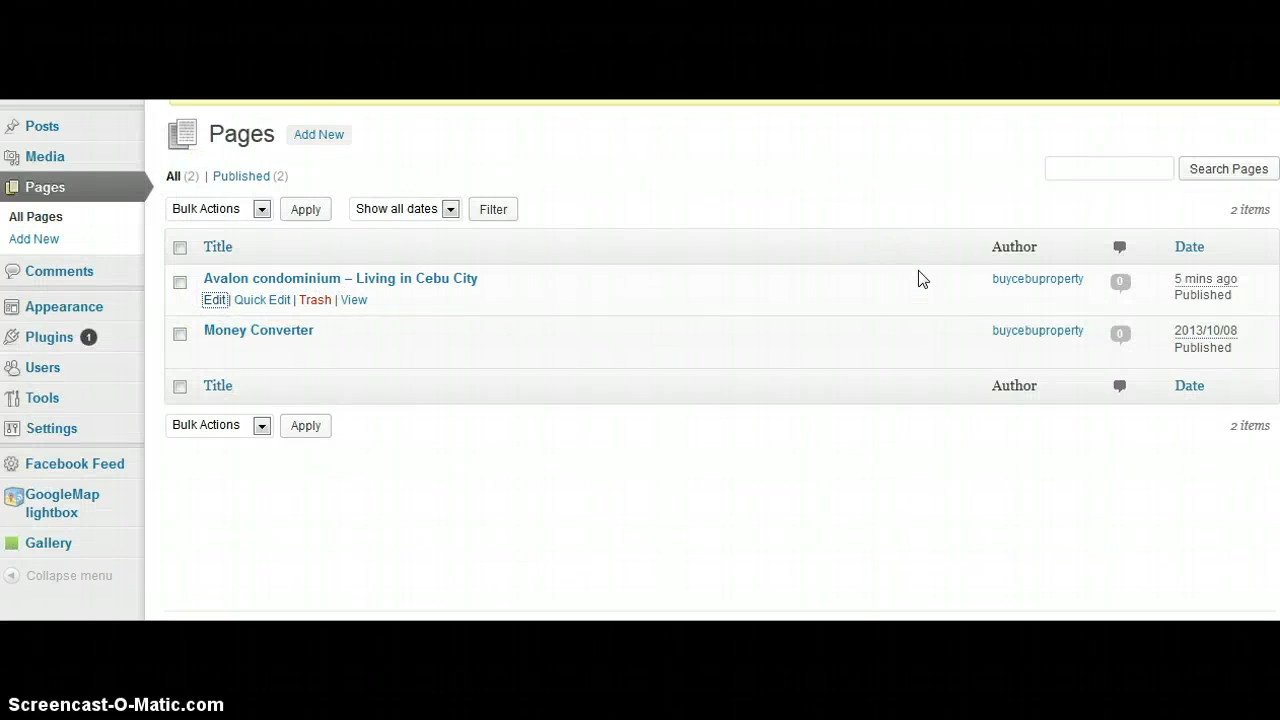 Posts
Media
Pages
All Pages
Add New
Comments
Appearance
Plugins 1
Users
Tools
Settings
Facebook Feed
GoogleMap
lightbox
Gallery
Collapse menu
Pages Add New
All (2) | Published (2)
Search Pages
Bulk Actions Apply Show all dates Filter 2 items
Title Author Date
Avalon condominium – Living in Cebu City buycebuproperty 0 5 mins ago
Edit | Quick Edit | Trash | View Published
Money Converter buycebuproperty 0 2013/10/08
Published
Title Author Date
Bulk Actions Apply 2 items
Screencast-O-Matic.com